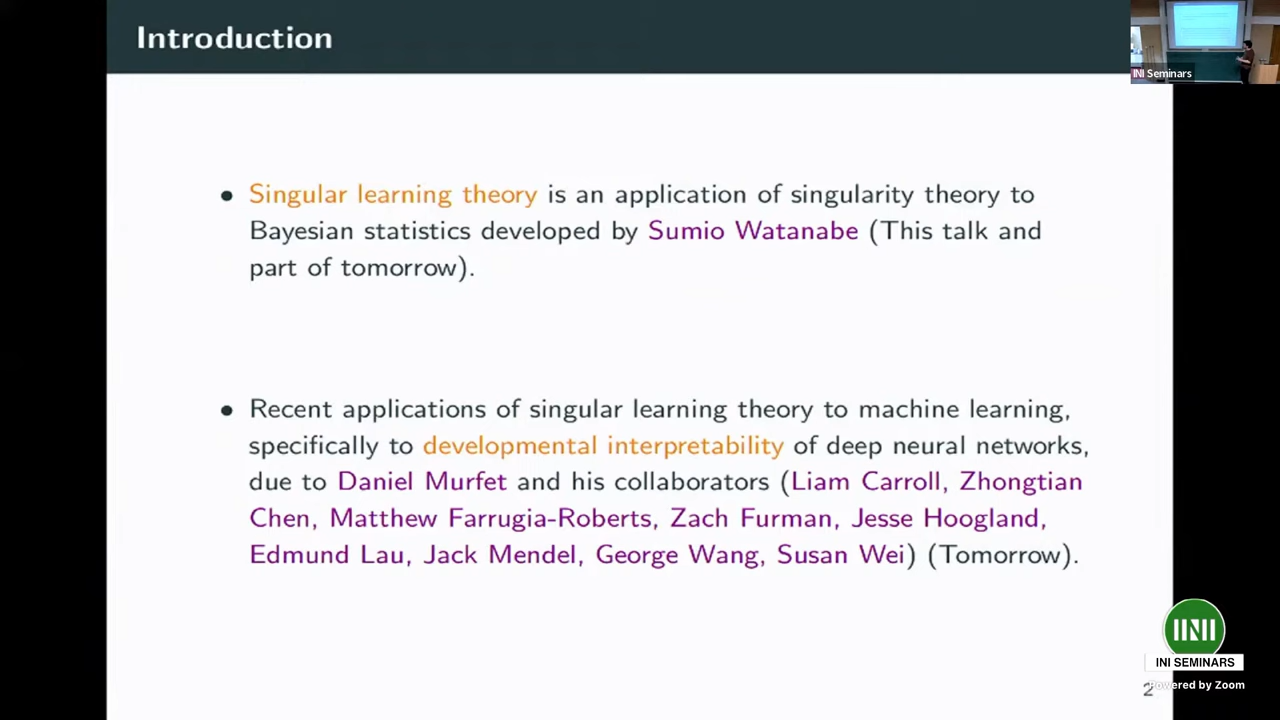 Introduction
INI Seminars
• Singular learning theory is an application of singularity theory to
Bayesian statistics developed by Sumio Watanabe (This talk and
part of tomorrow).
• Recent applications of singular learning theory to machine learning,
specifically to developmental interpretability of deep neural networks,
due to Daniel Murfet and his collaborators (Liam Carroll, Zhongtian
Chen, Matthew Farrugia-Roberts, Zach Furman, Jesse Hoogland,
Edmund Lau, Jack Mendel, George Wang, Susan Wei) (Tomorrow).
INI
INI SEMINARS
Powered by Zoom
2